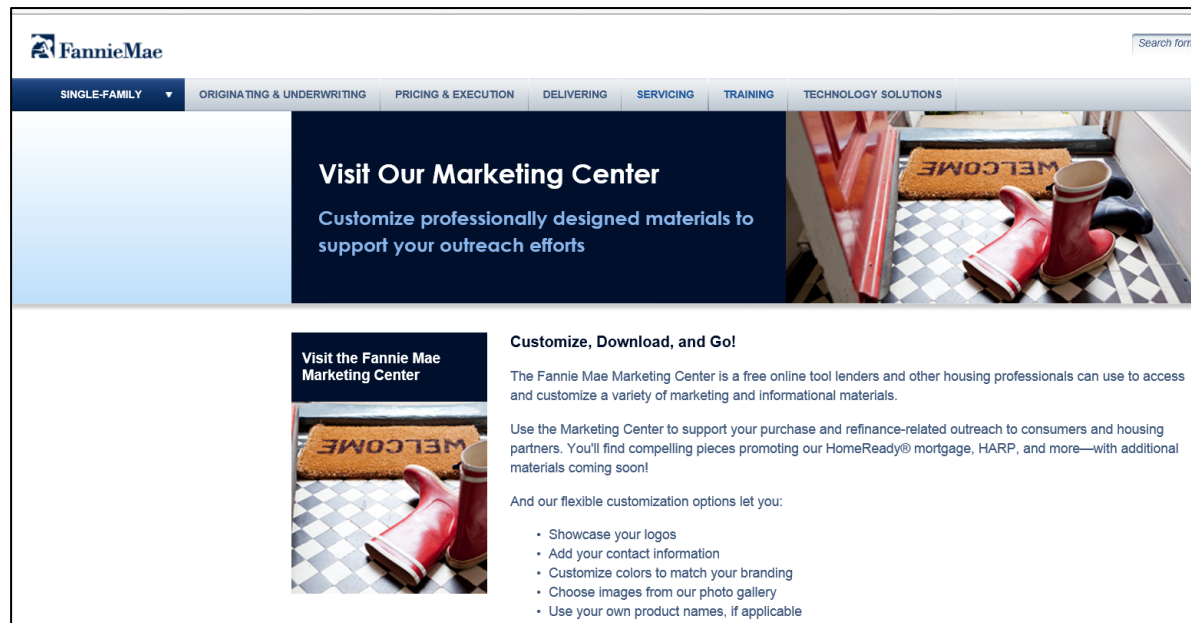 FannieMae
Search form
SINGLE-FAMILY
ORIGINATING & UNDERWRITING
PRICING & EXECUTION
DELIVERING
SERVICING
TRAINING
TECHNOLOGY SOLUTIONS
Visit Our Marketing Center
Customize professionally designed materials to
support your outreach efforts
WELCOME
Visit the Fannie Mae
Marketing Center
WELCOME
Customize, Download, and Go!
The Fannie Mae Marketing Center is a free online tool lenders and other housing professionals can use to access
and customize a variety of marketing and informational materials.
Use the Marketing Center to support your purchase and refinance-related outreach to consumers and housing
partners. You'll find compelling pieces promoting our HomeReady® mortgage, HARP, and more—with additional
materials coming soon!
And our flexible customization options let you:
• Showcase your logos
• Add your contact information
• Customize colors to match your branding
• Choose images from our photo gallery
• Use your own product names, if applicable